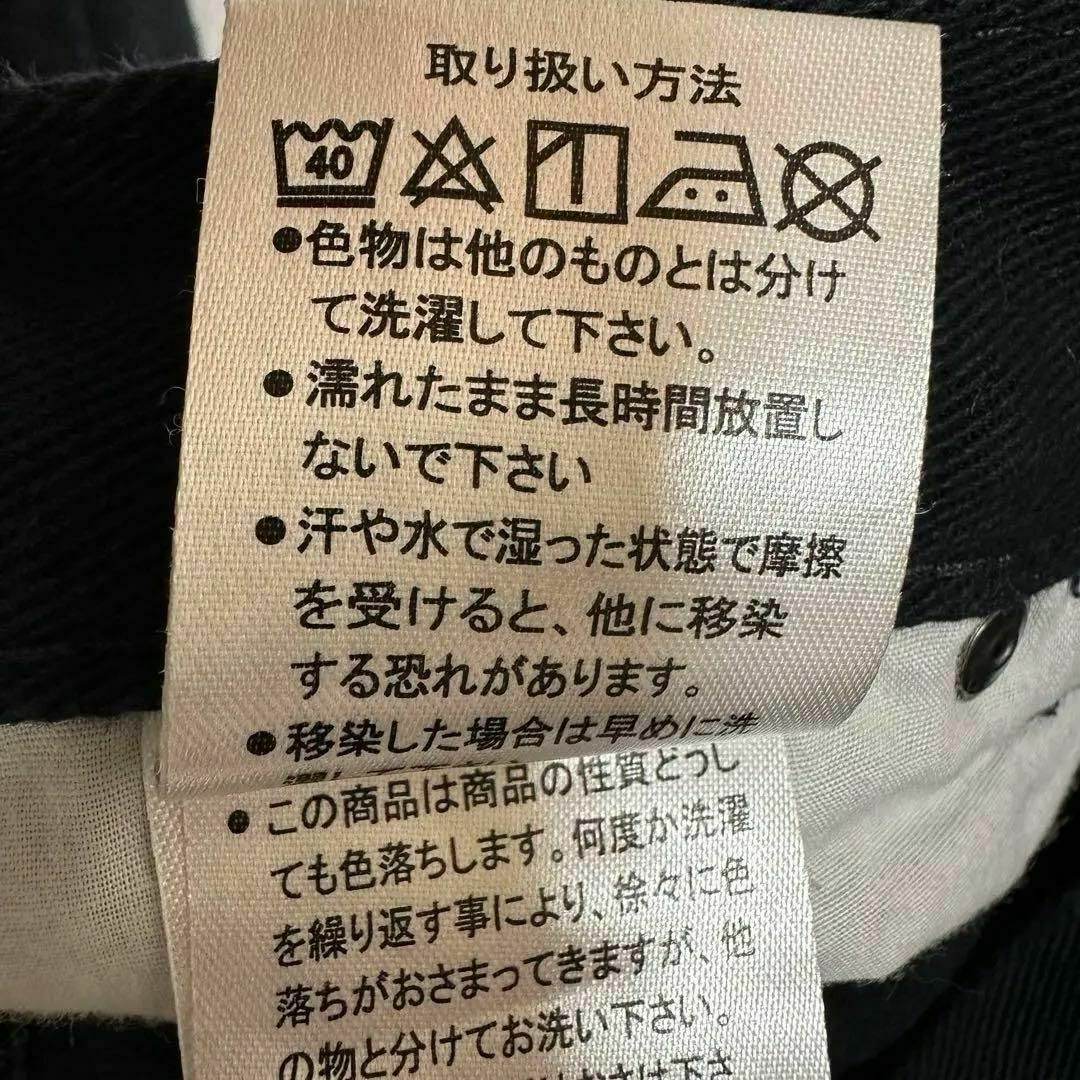 取り扱い方法
40
●色物は他のものとは分け
て洗濯して下さい。
●濡れたまま長時間放置し
ないで下さい
●汗や水で湿った状態で摩擦
を受けると、他に移染
する恐れがあります。
●移染した場合は早めに洗
●この商品は商品の性質どうし
ても色落ちします。何度か洗濯
を繰り返す事により、徐々に色
落ちがおさまってきますが、他
の物と分けてお洗い下さい。